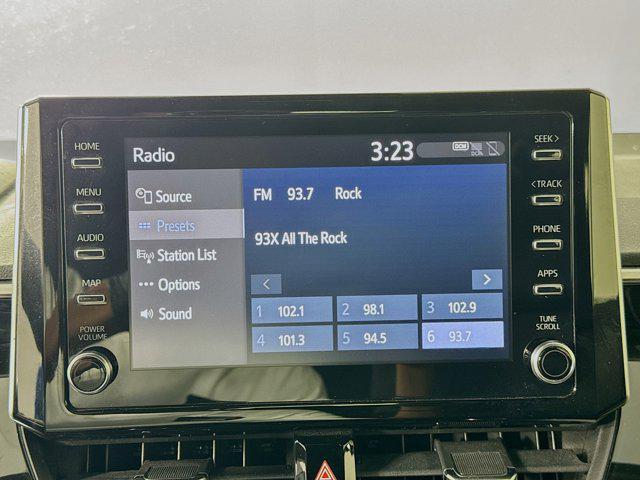 HOME
MENU
AUDIO
MAP
POWER
VOLUME
Radio
3:23
DCM
Source
Presets
Station List
Options
Sound
FM 93.7 Rock
93X All The Rock
< >
1 102.1 2 98.1 3 102.9
4 101.3 5 94.5 6 93.7
SEEK >
< TRACK
PHONE
APPS
TUNE
SCROLL